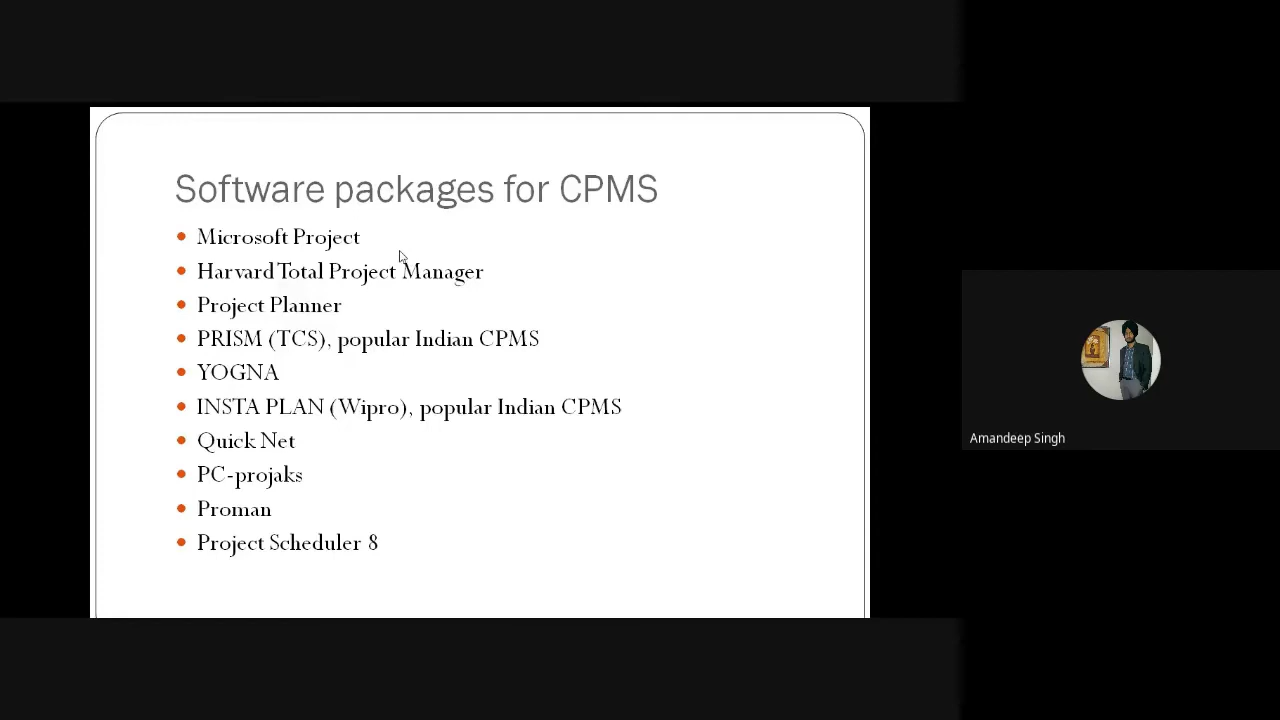 Software packages for CPMS
Microsoft Project
Harvard Total Project Manager
Project Planner
PRISM (TCS), popular Indian CPMS
YOGNA
INSTA PLAN (Wipro), popular Indian CPMS
Quick Net
PC-projaks
Proman
Project Scheduler 8
Amandeep Singh